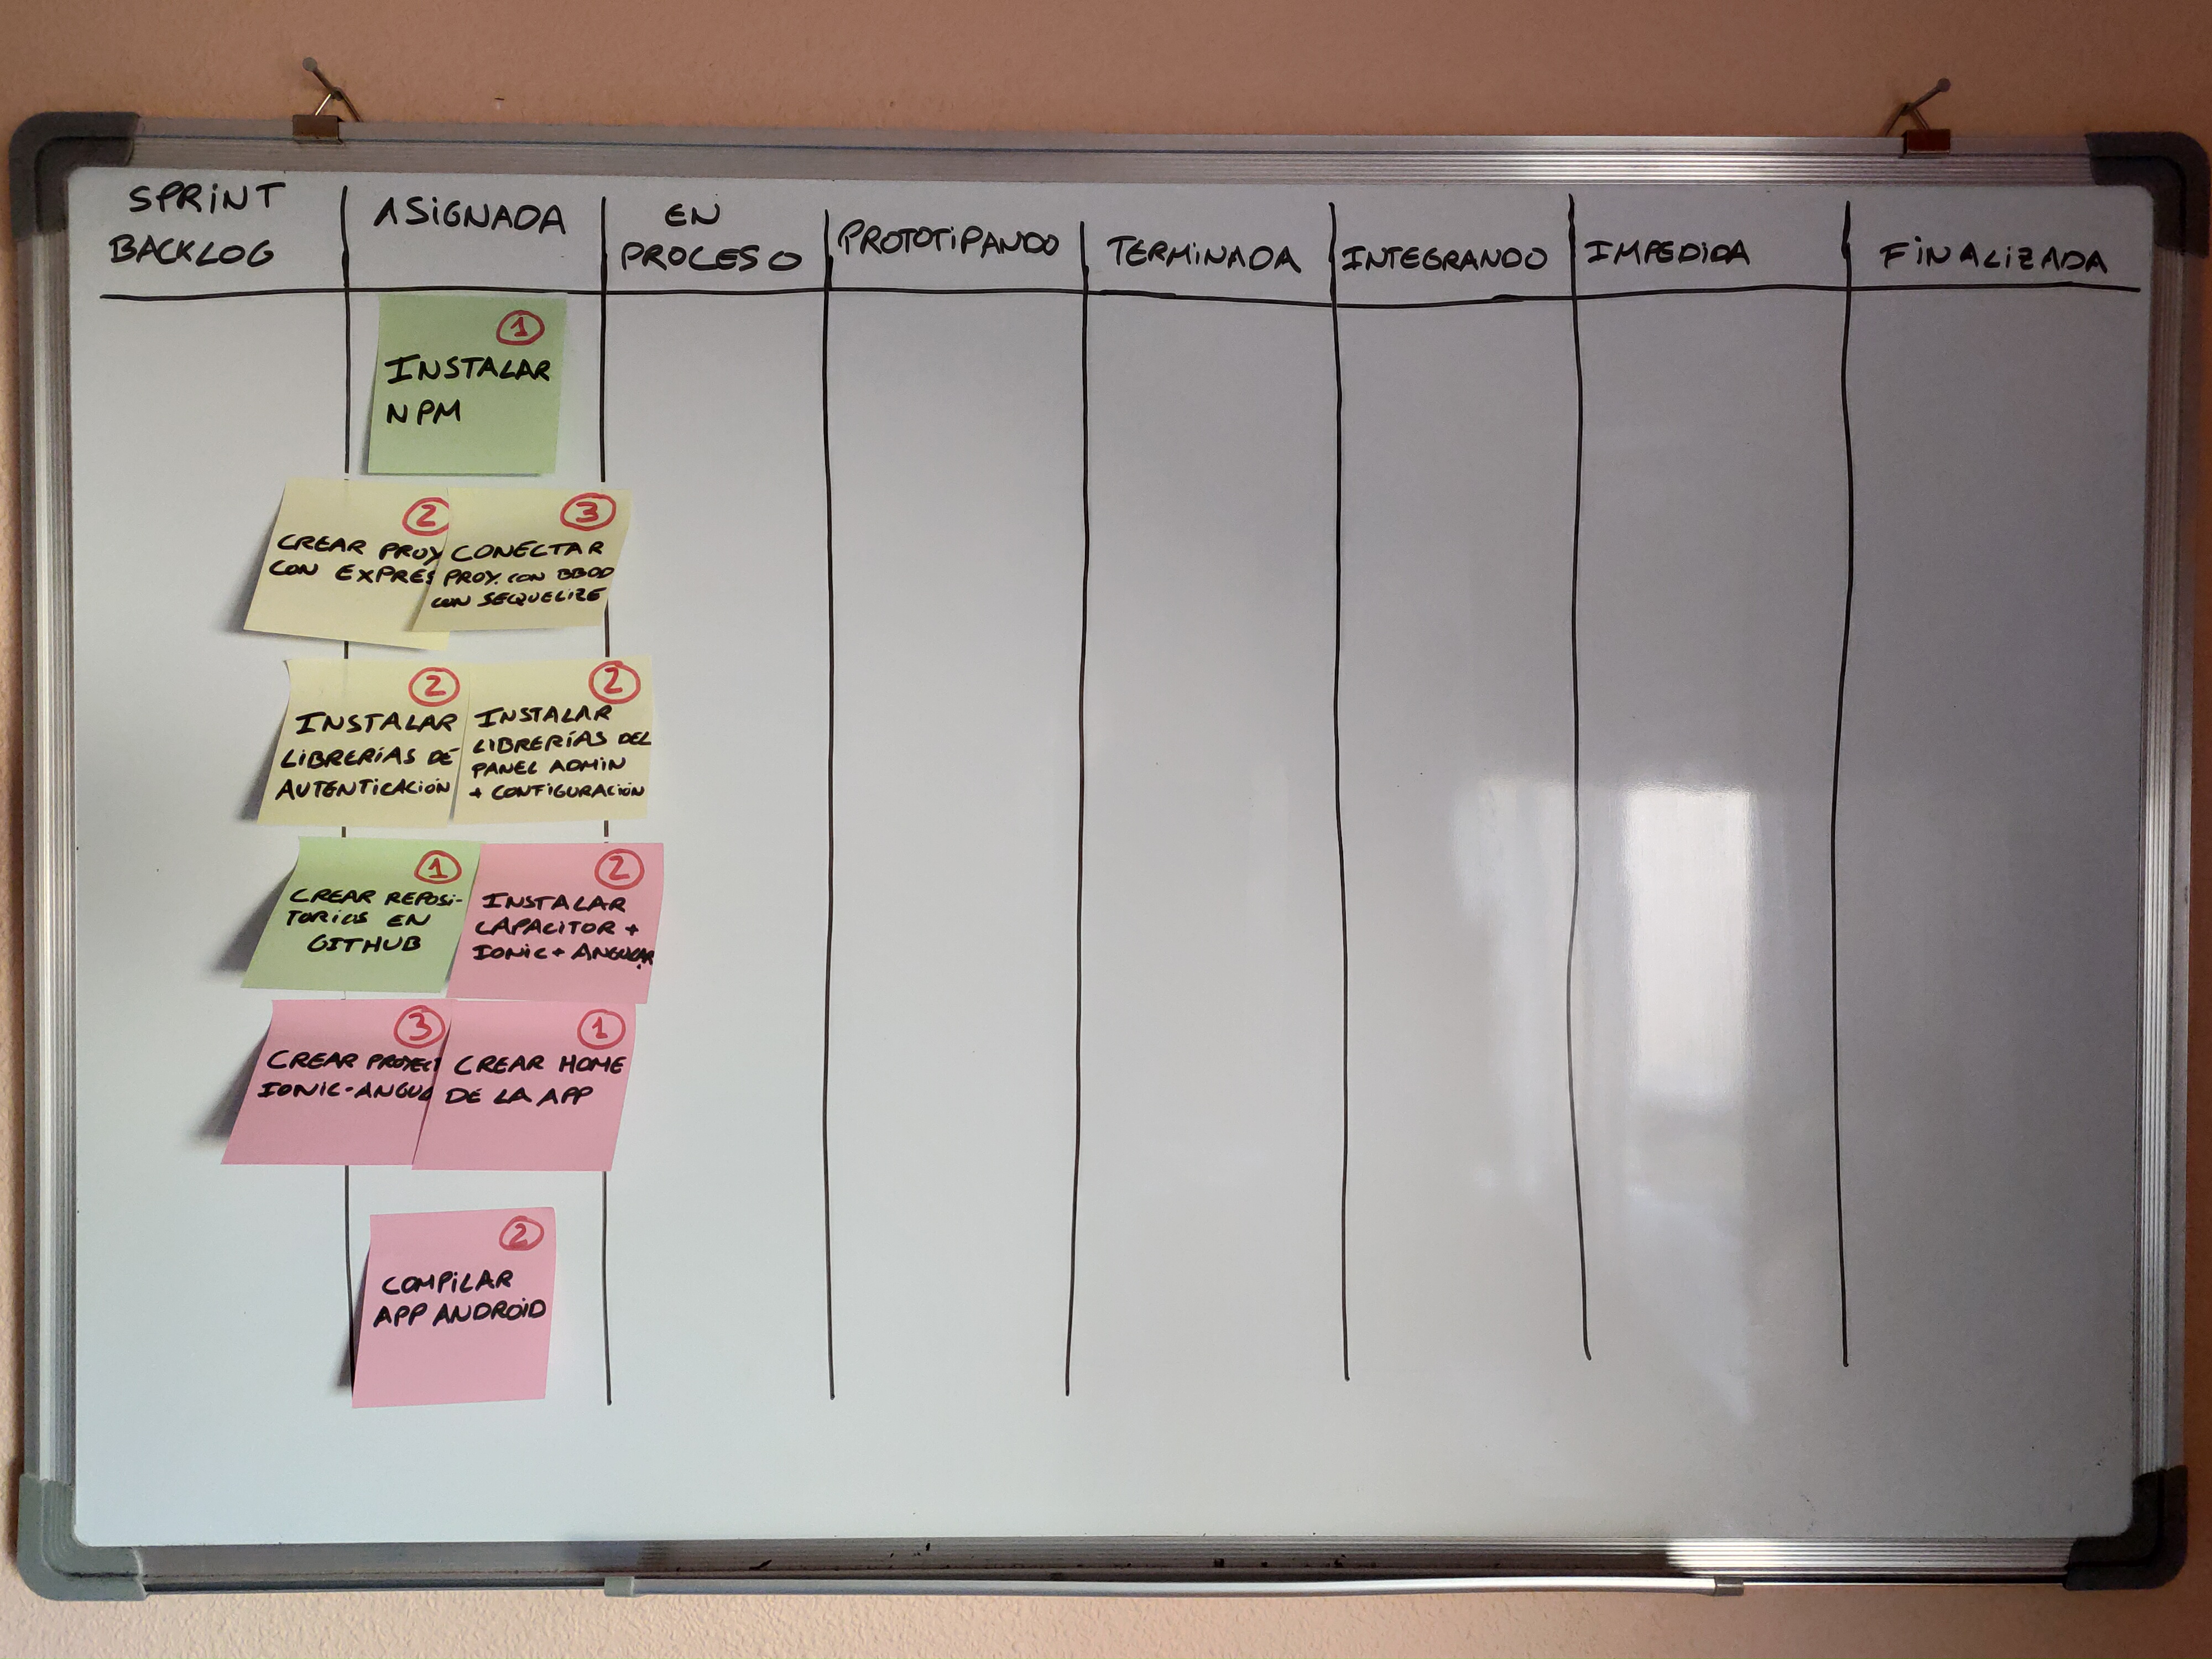 SPRINT
BACKLOG
ASIGNADA
EN
PROCESO
PROTOTIPANDO
TERMINADA
INTEGRANDO
IMPEDIDA
FINALIZADA
1
INSTALAR
NPM
2
CREAR PROY
CON EXPRES
3
CONECTAR
PROY. CON BBDD
CON SEQUELIZE
2
INSTALAR
LIBRERÍAS DE
AUTENTICACIÓN
2
INSTALAR
LIBRERÍAS DEL
PANEL ADMIN
+ CONFIGURACIÓN
1
CREAR REPOSI-
TORIOS EN
GITHUB
2
INSTALAR
CAPACITOR +
IONIC + ANGULAR
3
CREAR PROYECT
IONIC-ANGUL
1
CREAR HOME
DE LA APP
2
COMPILAR
APP ANDROID